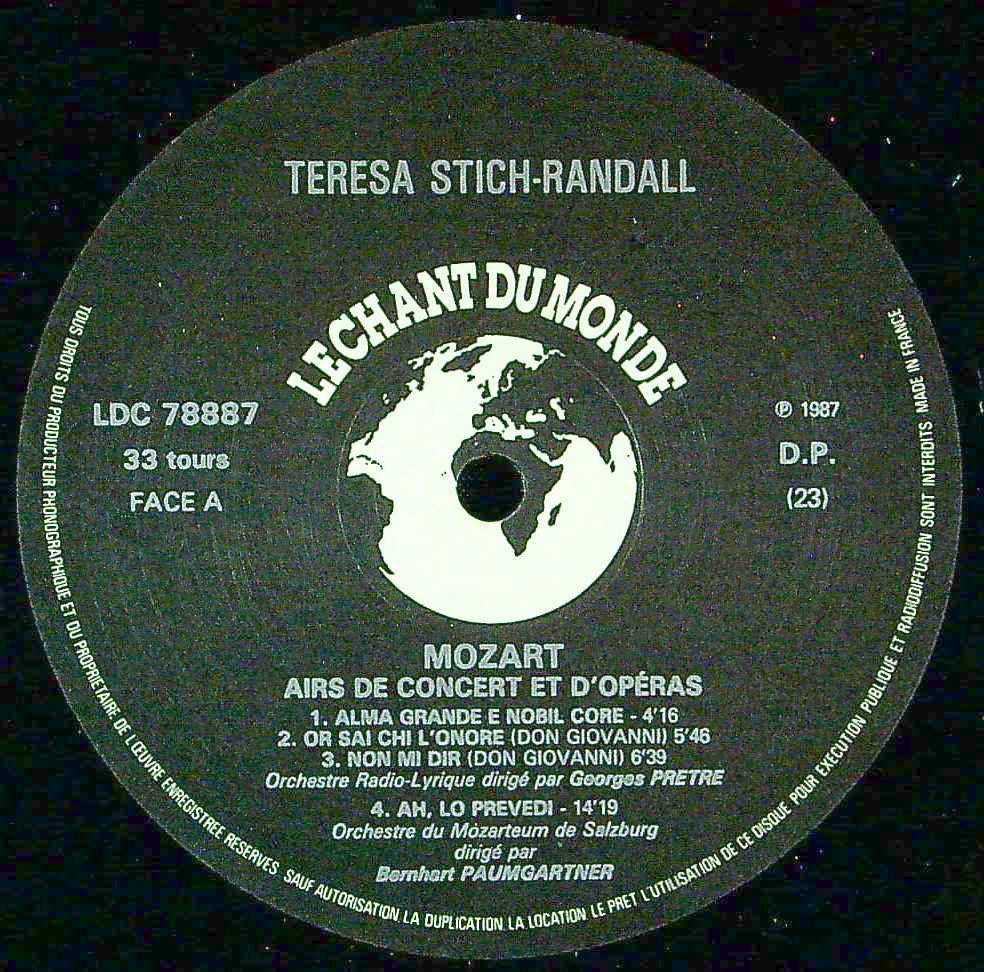 TERESA STICH-RANDALL
LE CHANT DU MONDE
LDC 78887
33 tours
FACE A
℗ 1987
D.P.
(23)
MOZART
AIRS DE CONCERT ET D'OPÉRAS
1. ALMA GRANDE E NOBIL CORE - 4'16
2. OR SAI CHI L'ONORE (DON GIOVANNI) 5'46
3. NON MI DIR (DON GIOVANNI) 6'39
Orchestre Radio-Lyrique dirigé par Georges PRETRE
4. AH, LO PREVEDI - 14'19
Orchestre du Mozarteum de Salzburg
dirigé par
Bernhart PAUMGARTNER
TOUS DROITS DU PRODUCTEUR PHONOGRAPHIQUE ET DU PROPRIETAIRE DE L'ŒUVRE ENREGISTREE RESERVES SAUF AUTORISATION LA DUPLICATION LA LOCATION LE PRET L'UTILISATION DE CE DISQUE POUR EXECUTION PUBLIQUE ET RADIODIFFUSION SONT INTERDITS MADE IN FRANCE